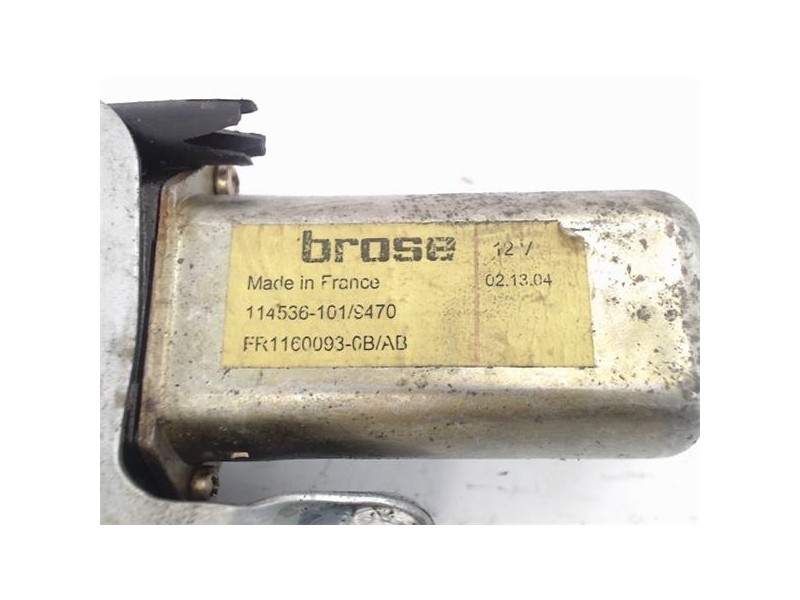 brose
12 V
Made in France
02.13.04
114536-101/9470
FR1160093-0B/AB